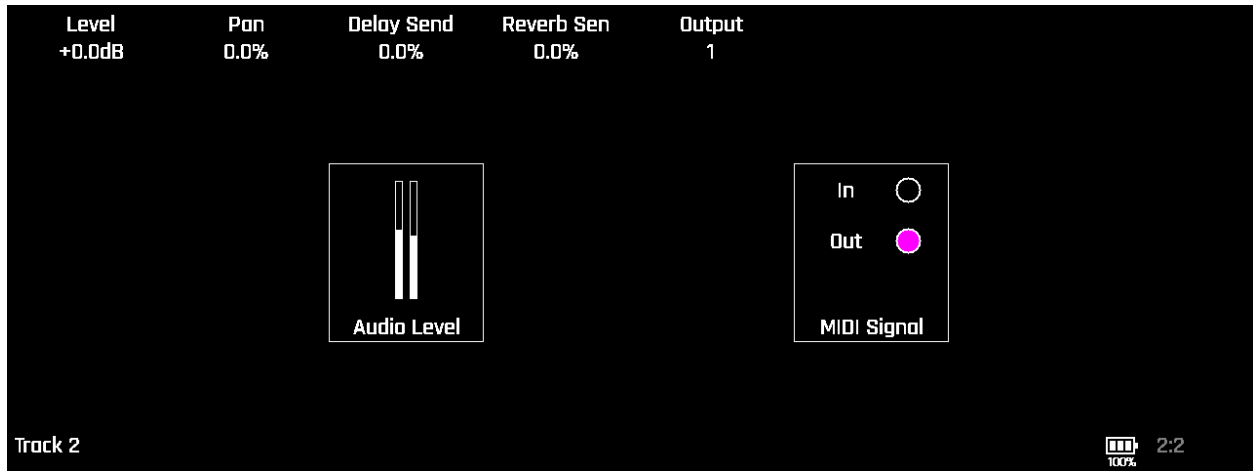 Level Pan Delay Send Reverb Sen Output
+0.0dB 0.0% 0.0% 0.0% 1
In
Out
Audio Level MIDI Signal
Track 2 2:2
100%